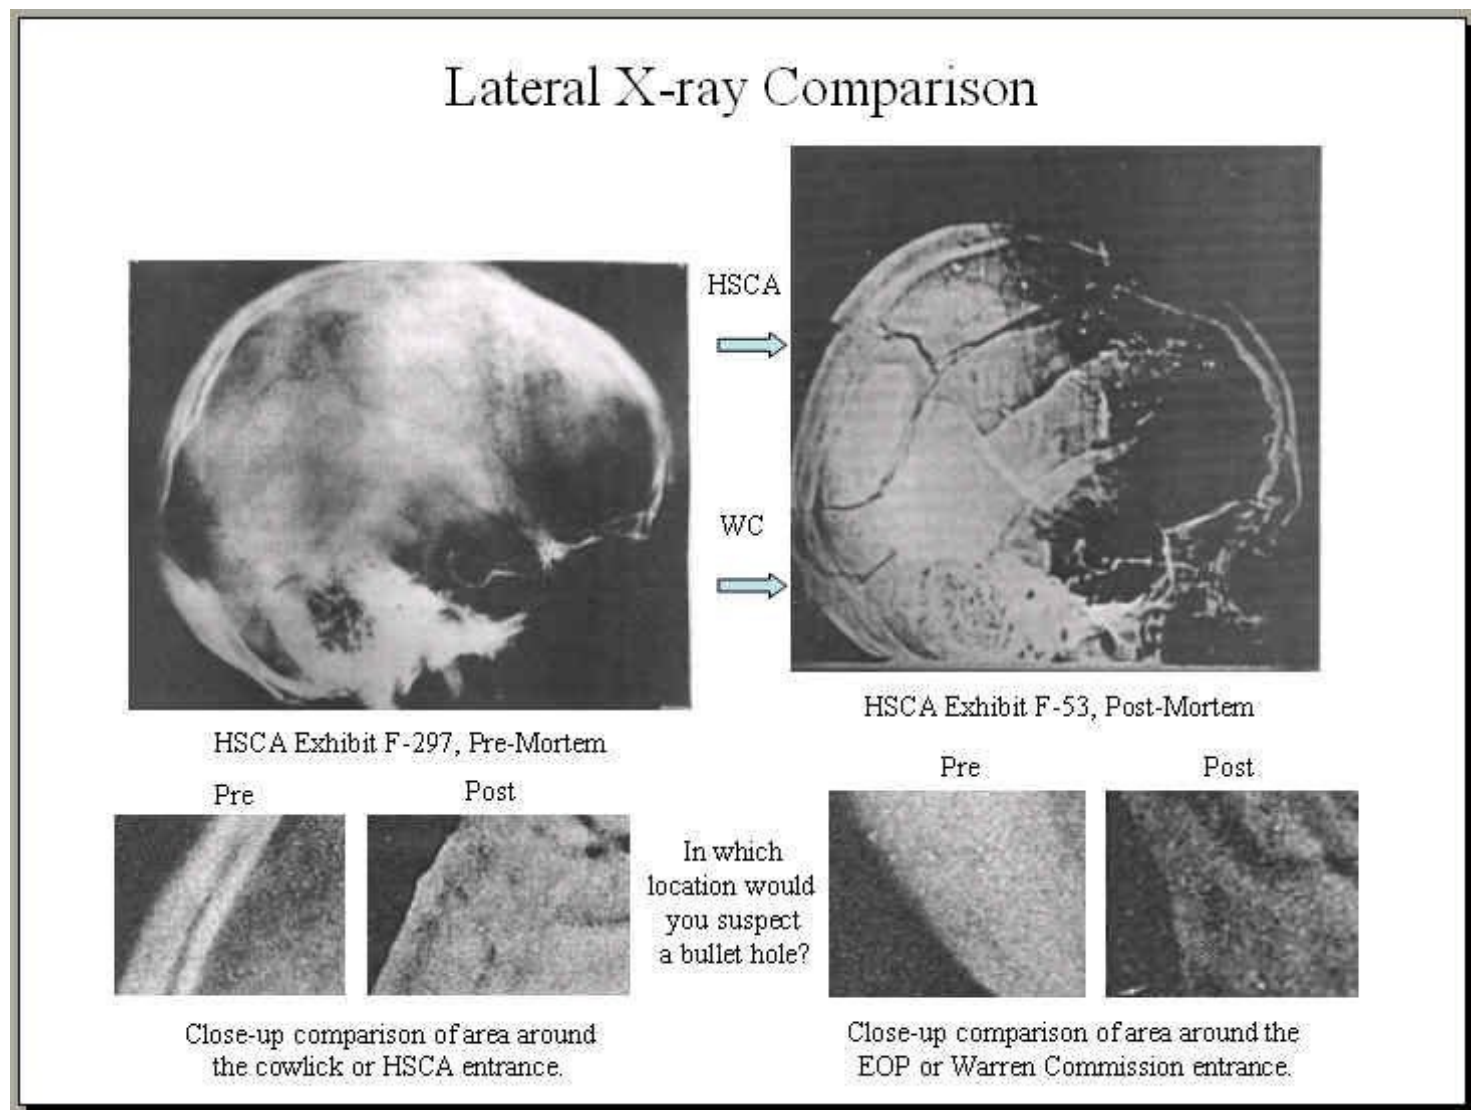 Lateral X-ray Comparison
HSCA
WC
HSCA Exhibit F-297, Pre-Mortem
HSCA Exhibit F-53, Post-Mortem
Pre
Post
In which
location would
you suspect
a bullet hole?
Pre
Post
Close-up comparison of area around
the cowlick or HSCA entrance.
Close-up comparison of area around the
EOP or Warren Commission entrance.